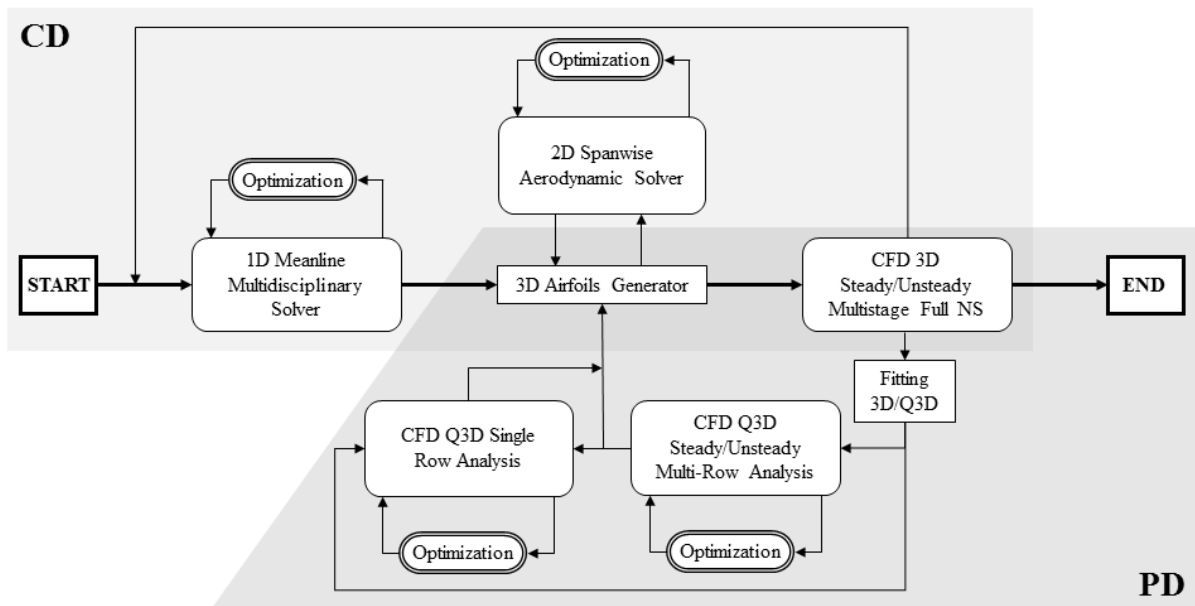 CD
Optimization
2D Spanwise
Aerodynamic Solver
Optimization
1D Meanline
Multidisciplinary
Solver
START
3D Airfoils Generator
CFD 3D
Steady/Unsteady
Multistage Full NS
END
Fitting
3D/Q3D
CFD Q3D Single
Row Analysis
CFD Q3D
Steady/Unsteady
Multi-Row Analysis
Optimization
Optimization
PD